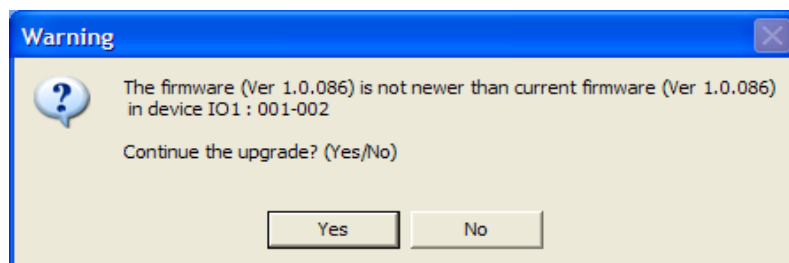 Warning
The firmware (Ver 1.0.086) is not newer than current firmware (Ver 1.0.086)
in device IO1 : 001-002
Continue the upgrade? (Yes/No)
Yes
No